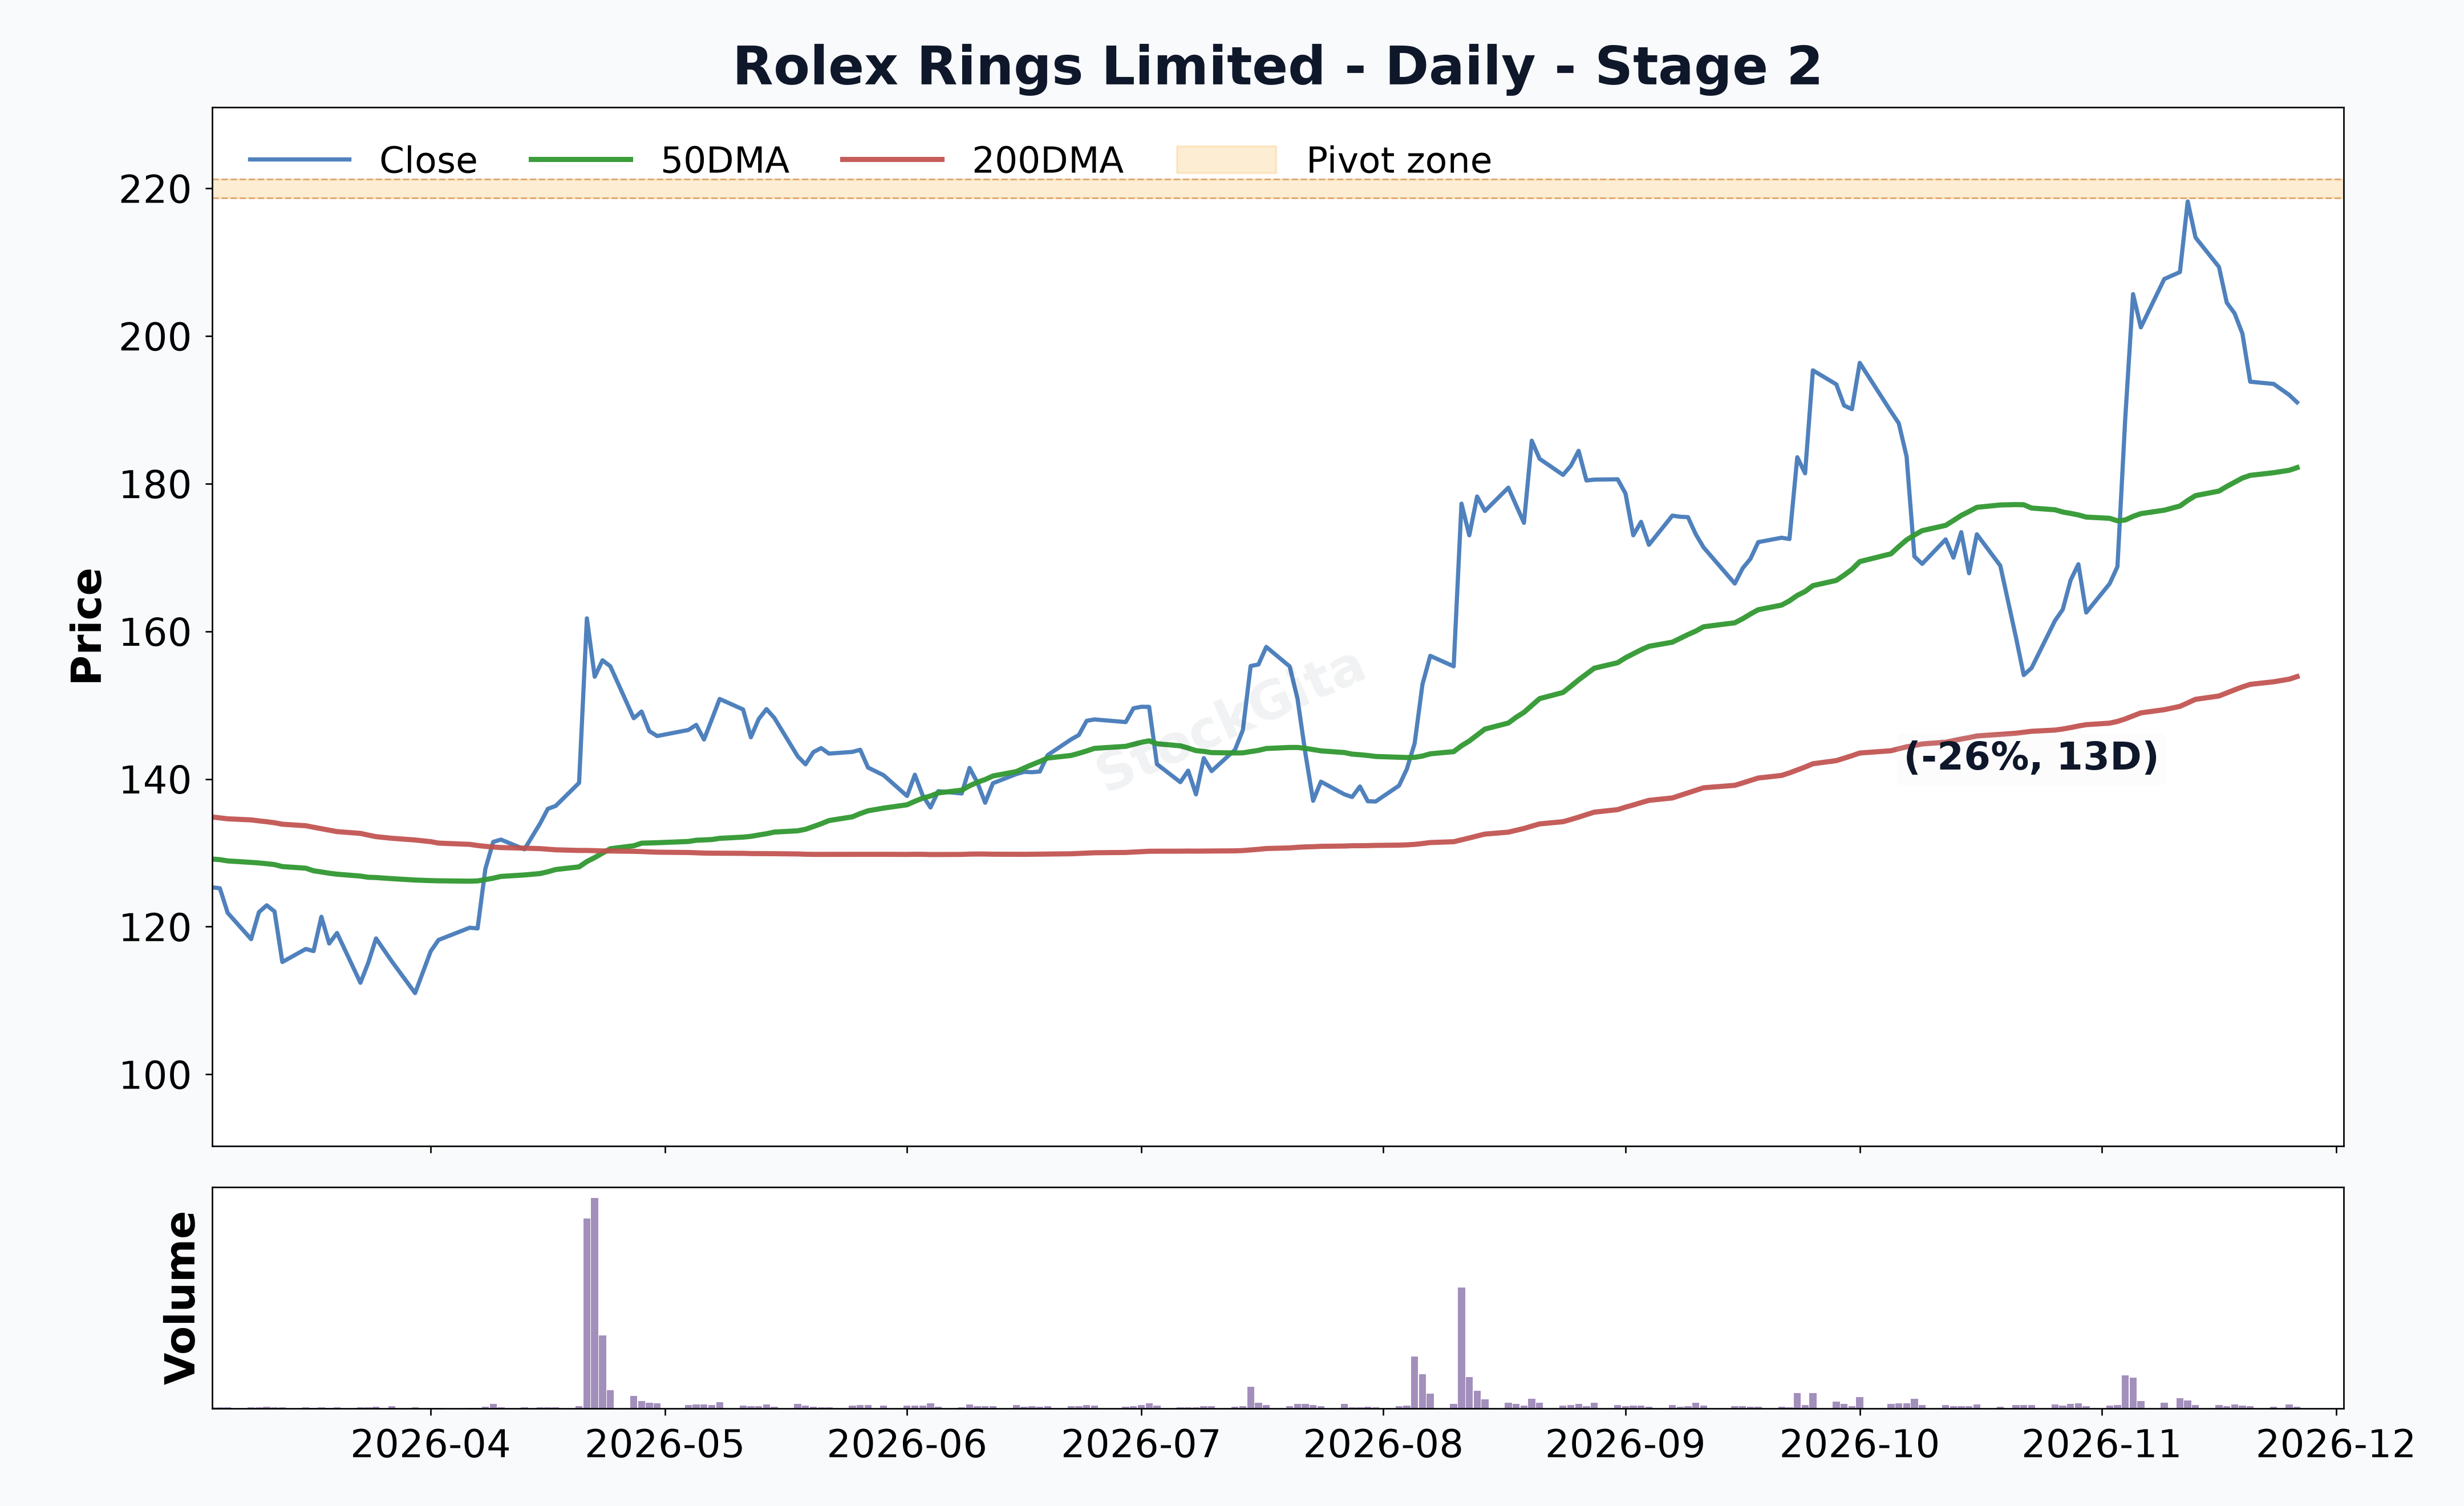 Rolex Rings Limited - Daily - Stage 2
Close 50DMA 200DMA Pivot zone
220
200
180
160
140
120
100
Price
StockGita
(-26%, 13D)
Volume
2026-04 2026-05 2026-06 2026-07 2026-08 2026-09 2026-10 2026-11 2026-12